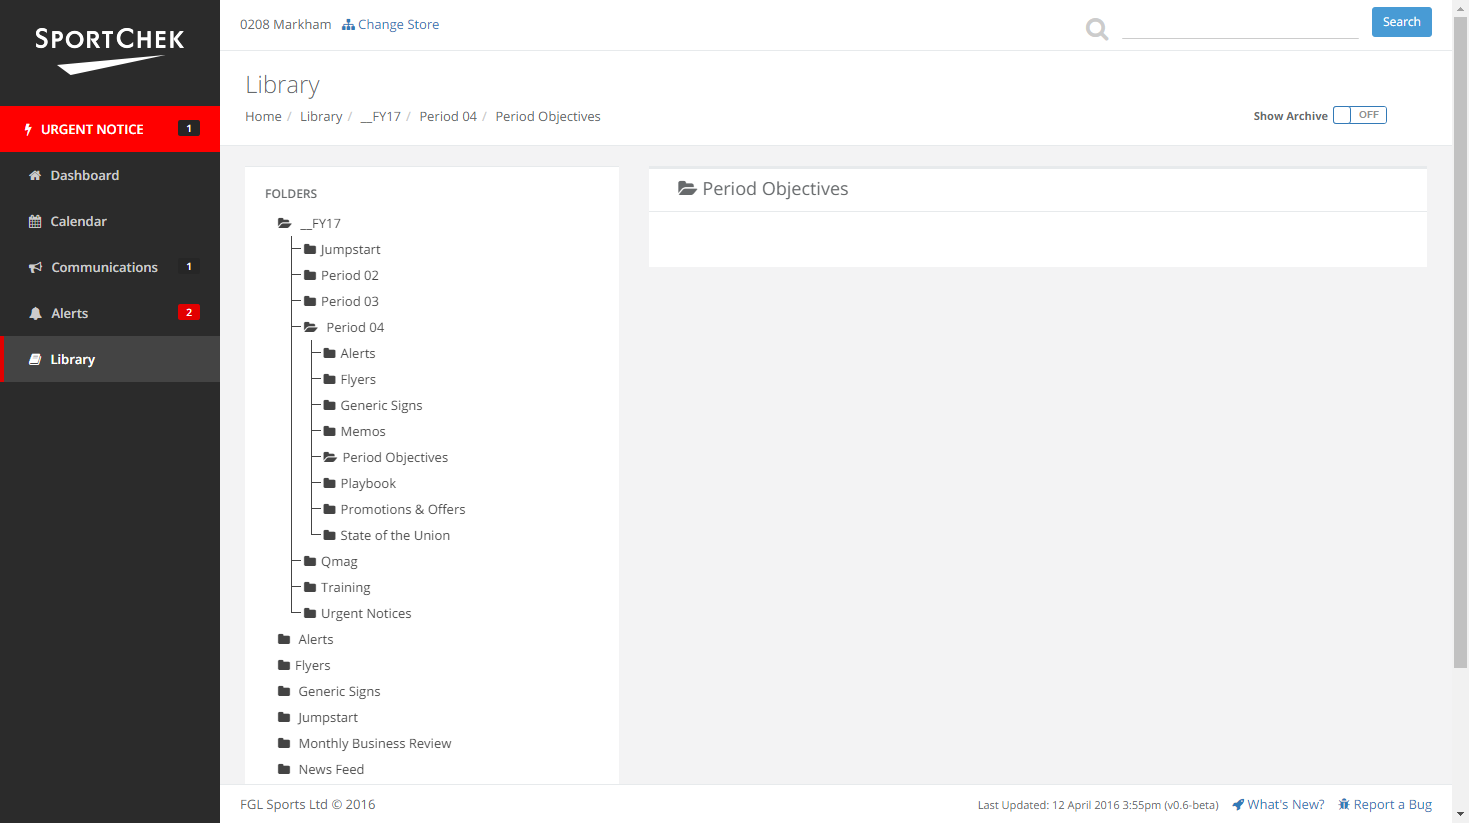 SPORTCHEK
URGENT NOTICE 1
Dashboard
Calendar
Communications 1
Alerts 2
Library
0208 Markham Change Store
Search
Library
Home / Library / __FY17 / Period 04 / Period Objectives
Show Archive OFF
FOLDERS
__FY17
Jumpstart
Period 02
Period 03
Period 04
Alerts
Flyers
Generic Signs
Memos
Period Objectives
Playbook
Promotions & Offers
State of the Union
Qmag
Training
Urgent Notices
Alerts
Flyers
Generic Signs
Jumpstart
Monthly Business Review
News Feed
Period Objectives
FGL Sports Ltd © 2016
Last Updated: 12 April 2016 3:55pm (v0.6-beta) What's New? Report a Bug